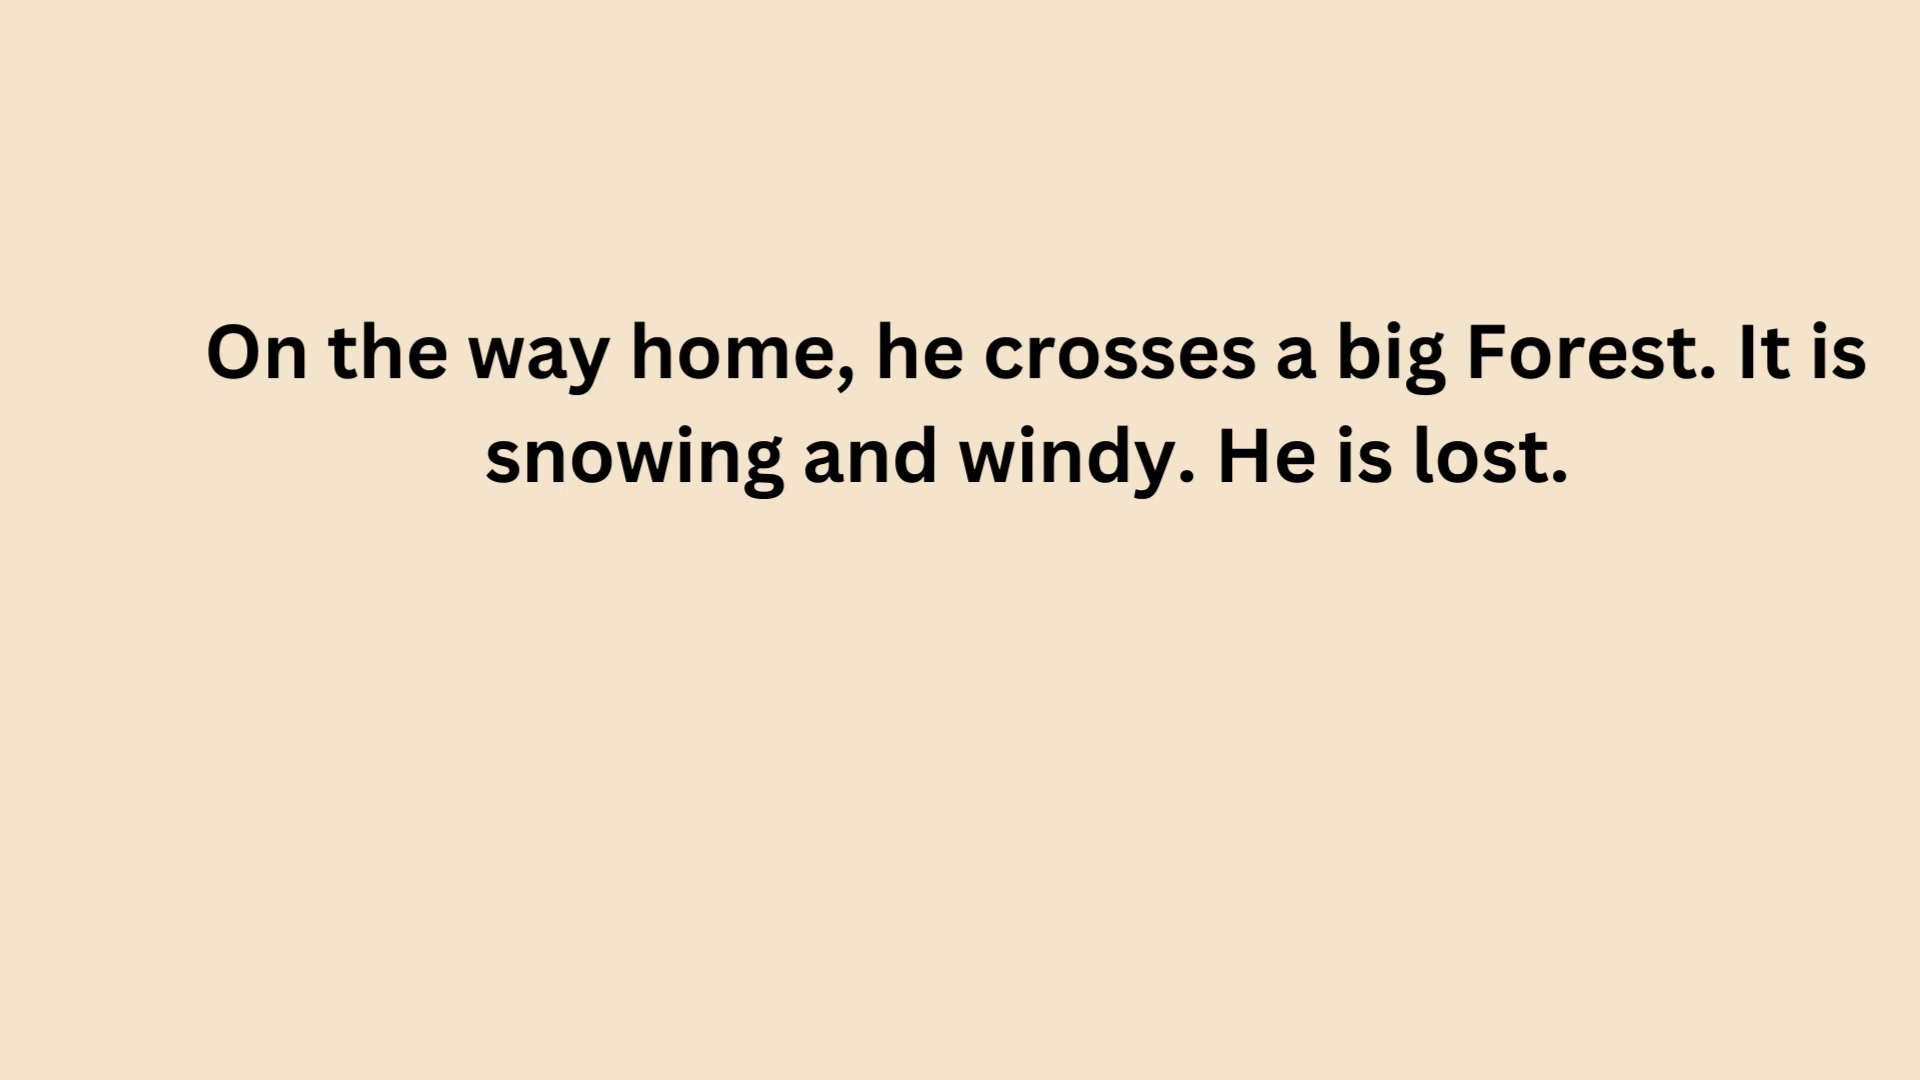 On the way home, he crosses a big Forest. It is
snowing and windy. He is lost.